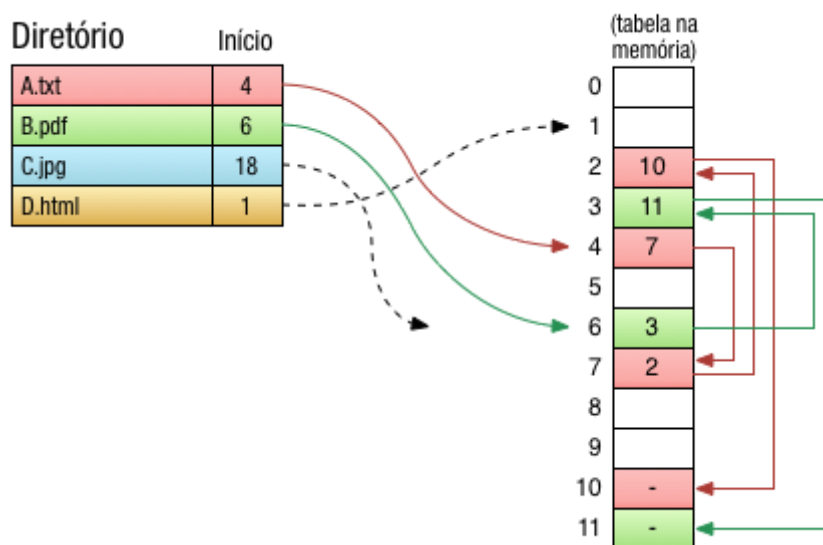 Diretório Início
A.txt 4
B.pdf 6
C.jpg 18
D.html 1
(tabela na
memória)
0
1
2 10
3 11
4 7
5
6 3
7 2
8
9
10 -
11 -